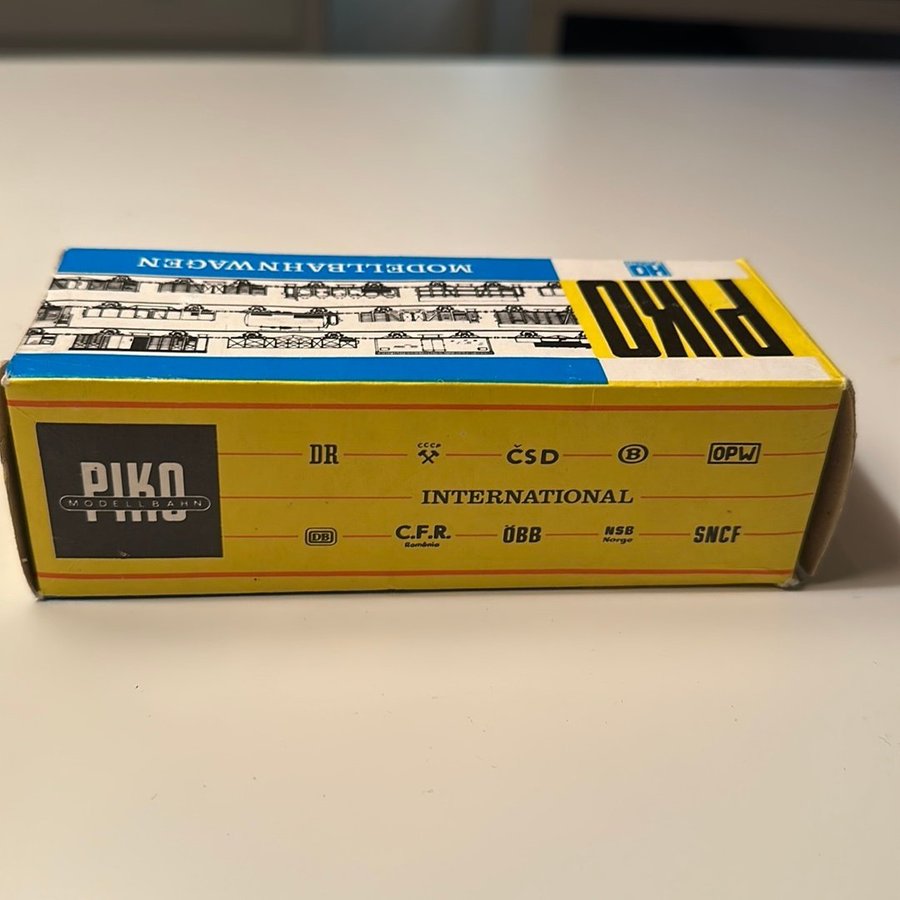 MODELLBAHNWAGEN
HO
PIKO
PIKO
MODELLBAHN
DR CCCP ČSD B OPW
INTERNATIONAL
DB C.F.R. ÖBB NSB SNCF
România Norge